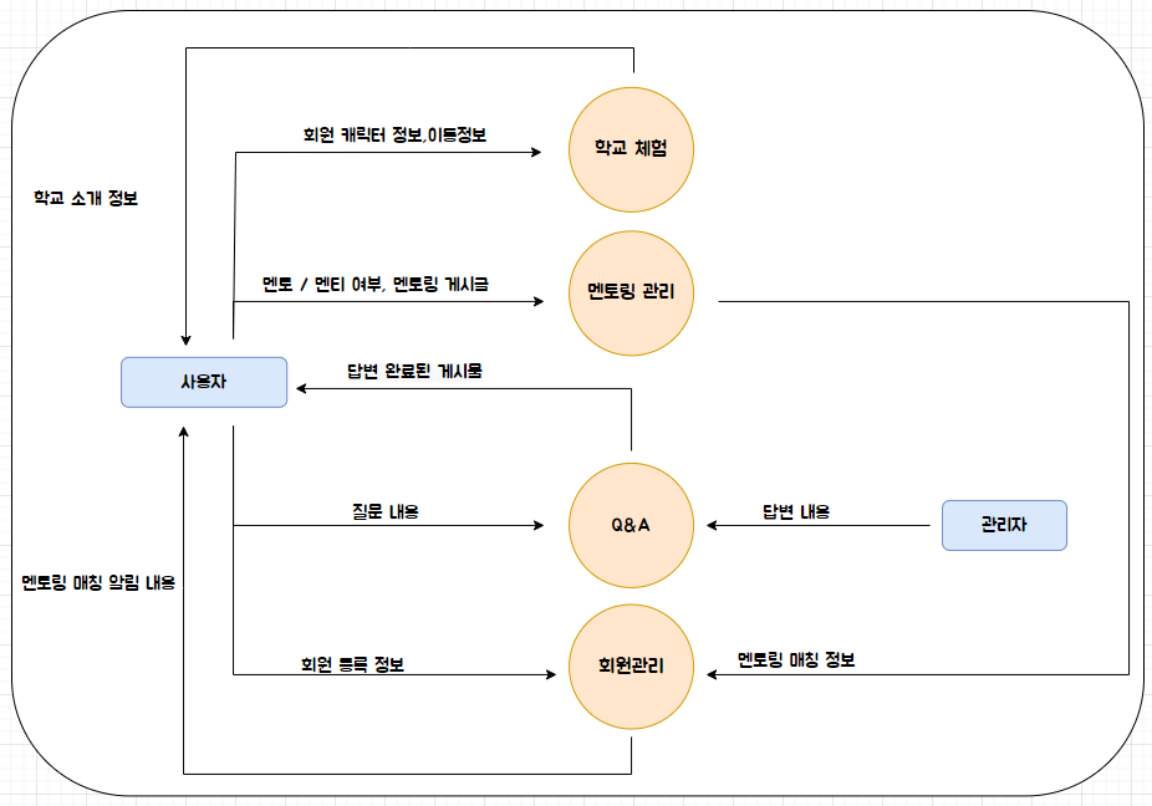 회원 캐릭터 정보,이동정보
학교 체험
학교 소개 정보
멘토 / 멘티 여부, 멘토링 게시글
멘토링 관리
사용자
답변 완료된 게시물
질문 내용
Q&A
답변 내용
관리자
멘토링 매칭 알림 내용
회원 등록 정보
회원관리
멘토링 매칭 정보